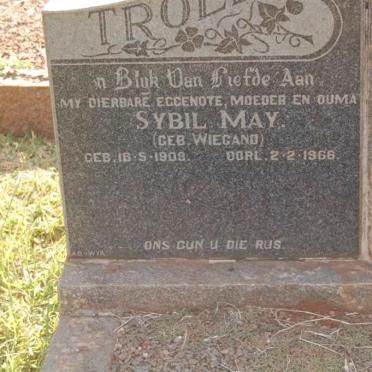 'n Blyk Van Liefde Aan
MY DIERBARE EGGENOTE, MOEDER EN OUMA
SYBIL MAY.
(GEB. WIEGAND)
GEB. 16-5-1909. OORL. 2-2-1966.
ONS GUN U DIE RUS.